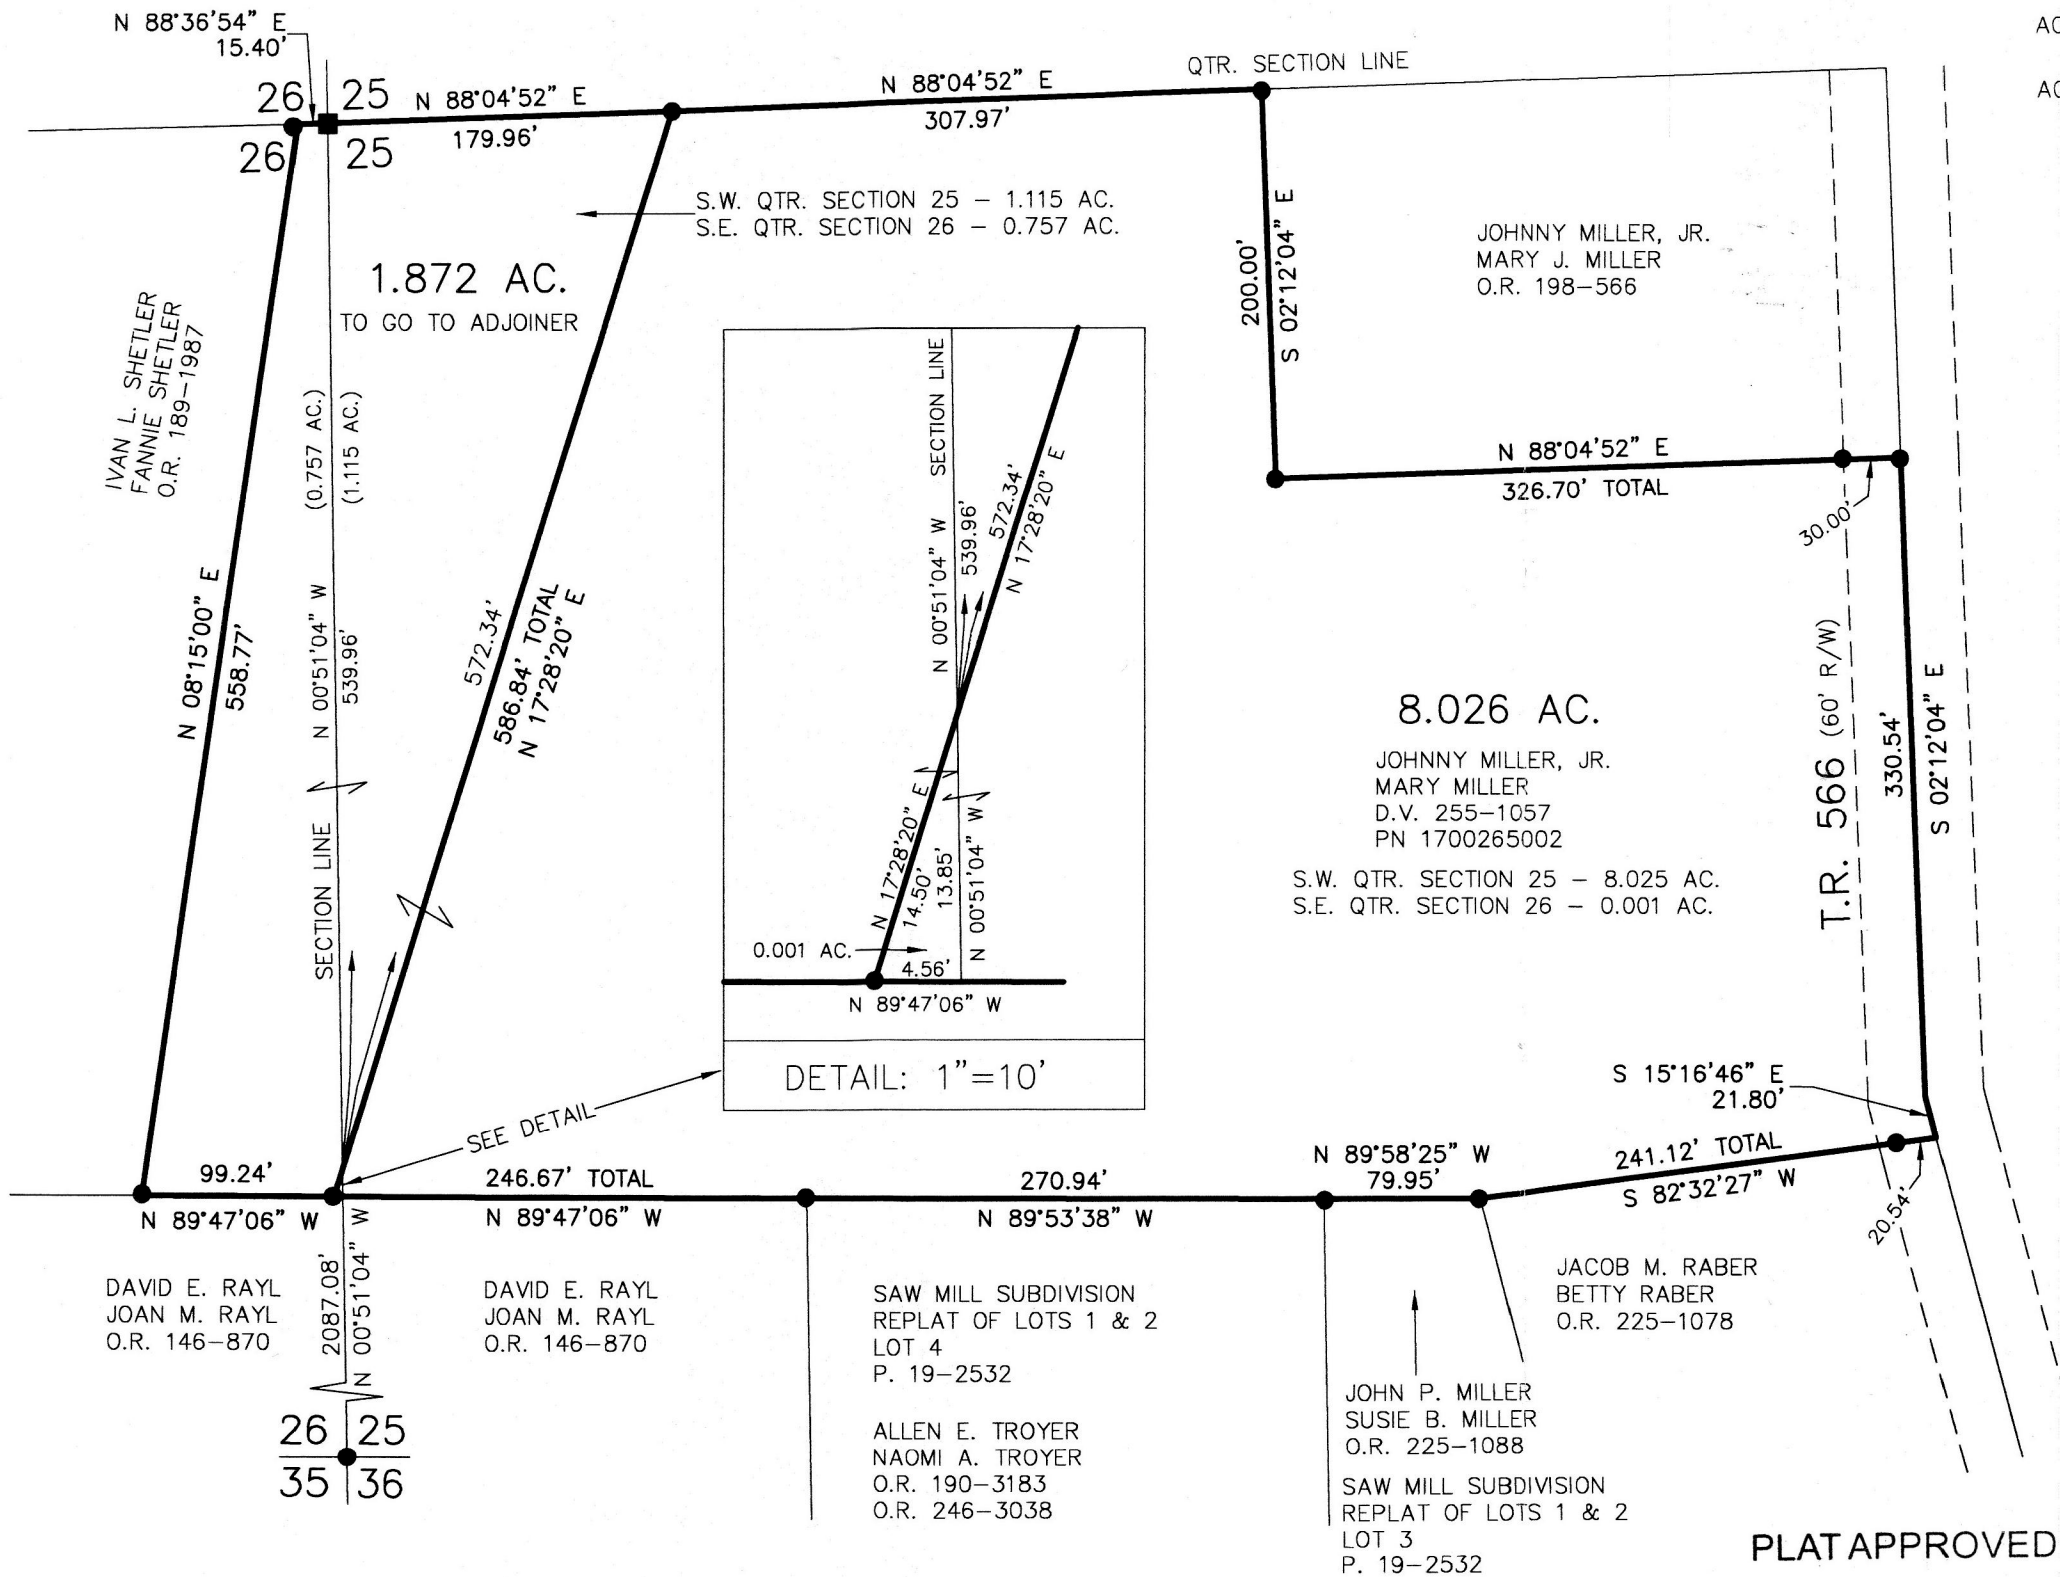 N 88°36'54" E
15.40'
26
25
26
25
N 88°04'52" E
179.96'
N 88°04'52" E
307.97'
QTR. SECTION LINE
AC
AC
S.W. QTR. SECTION 25 – 1.115 AC.
S.E. QTR. SECTION 26 – 0.757 AC.
1.872 AC.
TO GO TO ADJOINER
IVAN L. SHETLER
FANNIE SHETLER
O.R. 189–1987
(0.757 AC.)
(1.115 AC.)
N 08°15'00" E
558.77'
N 00°51'04" W
539.96'
SECTION LINE
572.34'
586.84' TOTAL
N 17°28'20" E
200.00'
S 02°12'04" E
JOHNNY MILLER, JR.
MARY J. MILLER
O.R. 198–566
N 88°04'52" E
326.70' TOTAL
30.00'
SECTION LINE
N 00°51'04" W
539.96'
572.34'
N 17°28'20" E
N 17°28'20" E
14.50'
13.85'
N 00°51'04" W
0.001 AC.
4.56'
N 89°47'06" W
DETAIL: 1"=10'
SEE DETAIL
8.026 AC.
JOHNNY MILLER, JR.
MARY MILLER
D.V. 255–1057
PN 1700265002
S.W. QTR. SECTION 25 – 8.025 AC.
S.E. QTR. SECTION 26 – 0.001 AC.
T.R. 566 (60' R/W)
330.54'
S 02°12'04" E
S 15°16'46" E
21.80'
99.24'
N 89°47'06" W
246.67' TOTAL
N 89°47'06" W
270.94'
N 89°53'38" W
N 89°58'25" W
79.95'
241.12' TOTAL
S 82°32'27" W
20.54'
DAVID E. RAYL
JOAN M. RAYL
O.R. 146–870
2087.08'
N 00°51'04" W
DAVID E. RAYL
JOAN M. RAYL
O.R. 146–870
SAW MILL SUBDIVISION
REPLAT OF LOTS 1 & 2
LOT 4
P. 19–2532
ALLEN E. TROYER
NAOMI A. TROYER
O.R. 190–3183
O.R. 246–3038
JACOB M. RABER
BETTY RABER
O.R. 225–1078
JOHN P. MILLER
SUSIE B. MILLER
O.R. 225–1088
SAW MILL SUBDIVISION
REPLAT OF LOTS 1 & 2
LOT 3
P. 19–2532
26
25
35
36
PLAT APPROVED